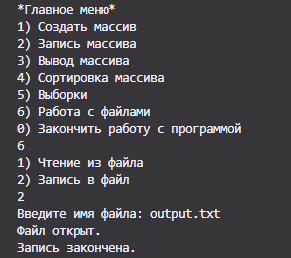 *Главное меню*
1) Создать массив
2) Запись массива
3) Вывод массива
4) Сортировка массива
5) Выборки
6) Работа с файлами
0) Закончить работу с программой
6
1) Чтение из файла
2) Запись в файл
2
Введите имя файла: output.txt
Файл открыт.
Запись закончена.